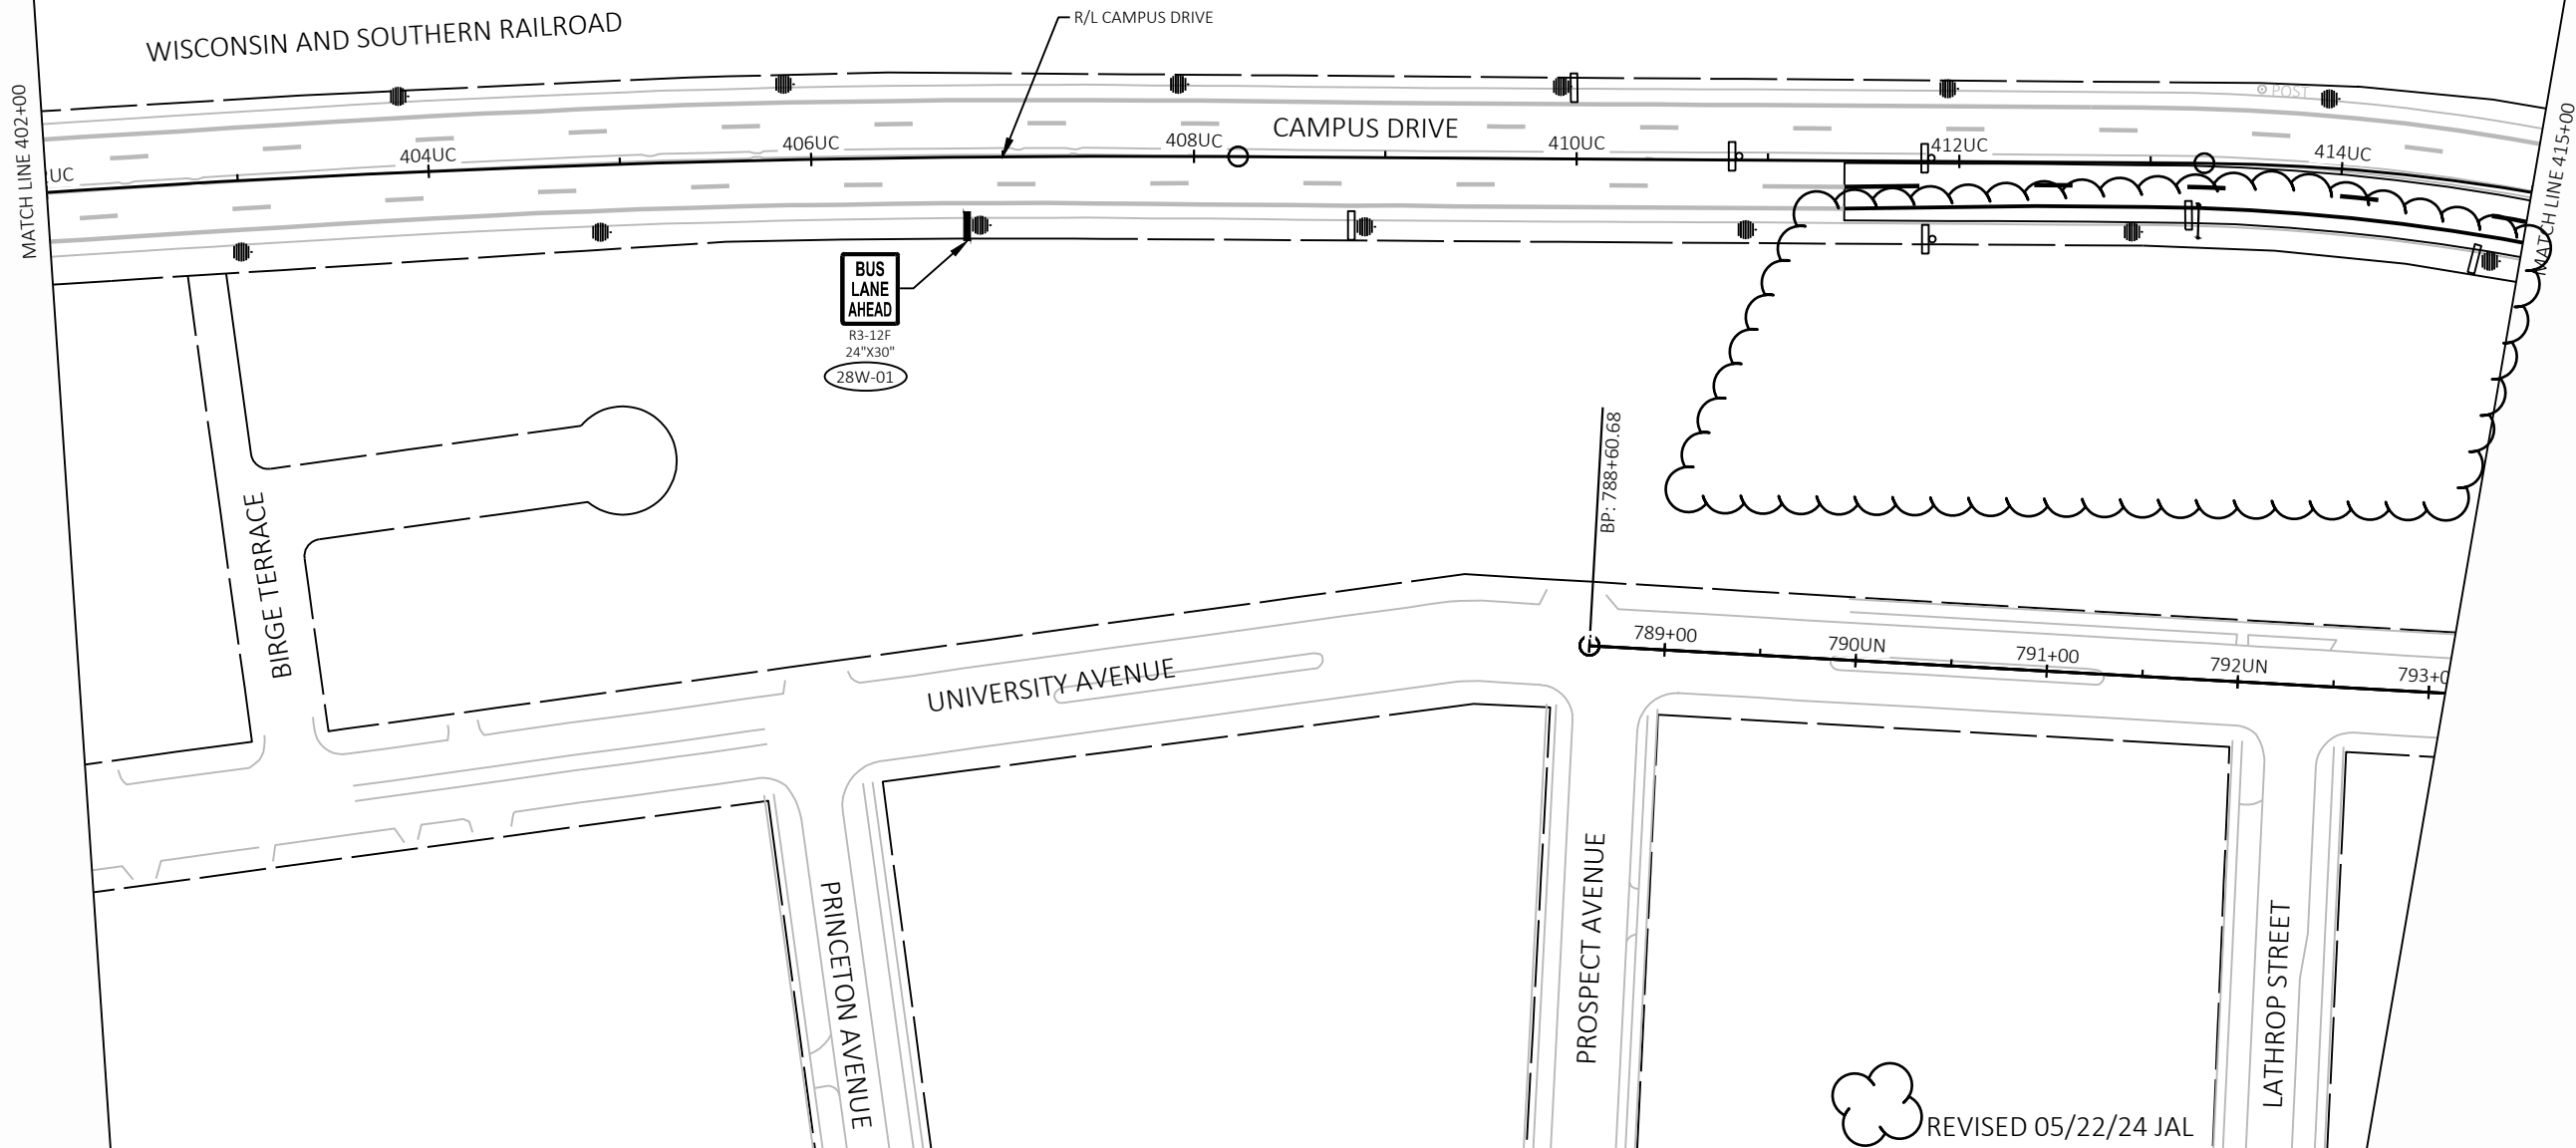 WISCONSIN AND SOUTHERN RAILROAD
R/L CAMPUS DRIVE
MATCH LINE 402+00
UC
404UC
406UC
408UC
CAMPUS DRIVE
410UC
412UC
414UC
POST
MATCH LINE 415+00
BUS
LANE
AHEAD
R3-12F
24"X30"
28W-01
BP: 788+60.68
BIRGE TERRACE
UNIVERSITY AVENUE
789+00
790UN
791+00
792UN
793+0
PRINCETON AVENUE
PROSPECT AVENUE
LATHROP STREET
REVISED 05/22/24 JAL